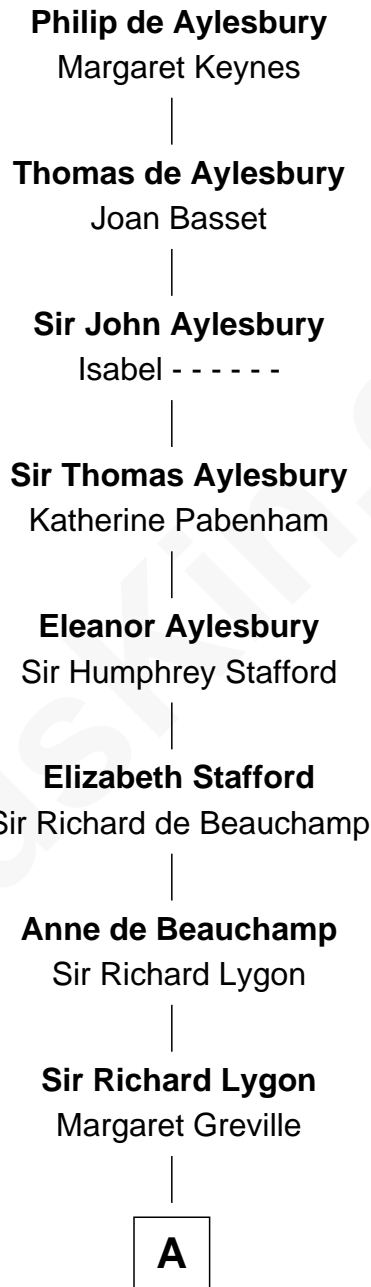 Philip de Aylesbury
Margaret Keynes
Thomas de Aylesbury
Joan Basset
Sir John Aylesbury
Isabel - - - - - -
Sir Thomas Aylesbury
Katherine Pabenham
Eleanor Aylesbury
Sir Humphrey Stafford
Elizabeth Stafford
Sir Richard de Beauchamp
Anne de Beauchamp
Sir Richard Lygon
Sir Richard Lygon
Margaret Greville
A